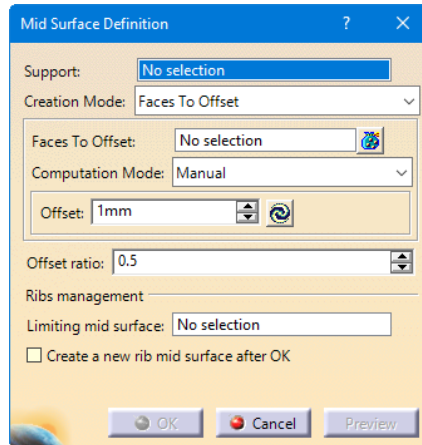 Mid Surface Definition ? ×
Support: No selection
Creation Mode: Faces To Offset
Faces To Offset: No selection
Computation Mode: Manual
Offset: 1mm
Offset ratio: 0.5
Ribs management
Limiting mid surface: No selection
Create a new rib mid surface after OK
OK Cancel Preview